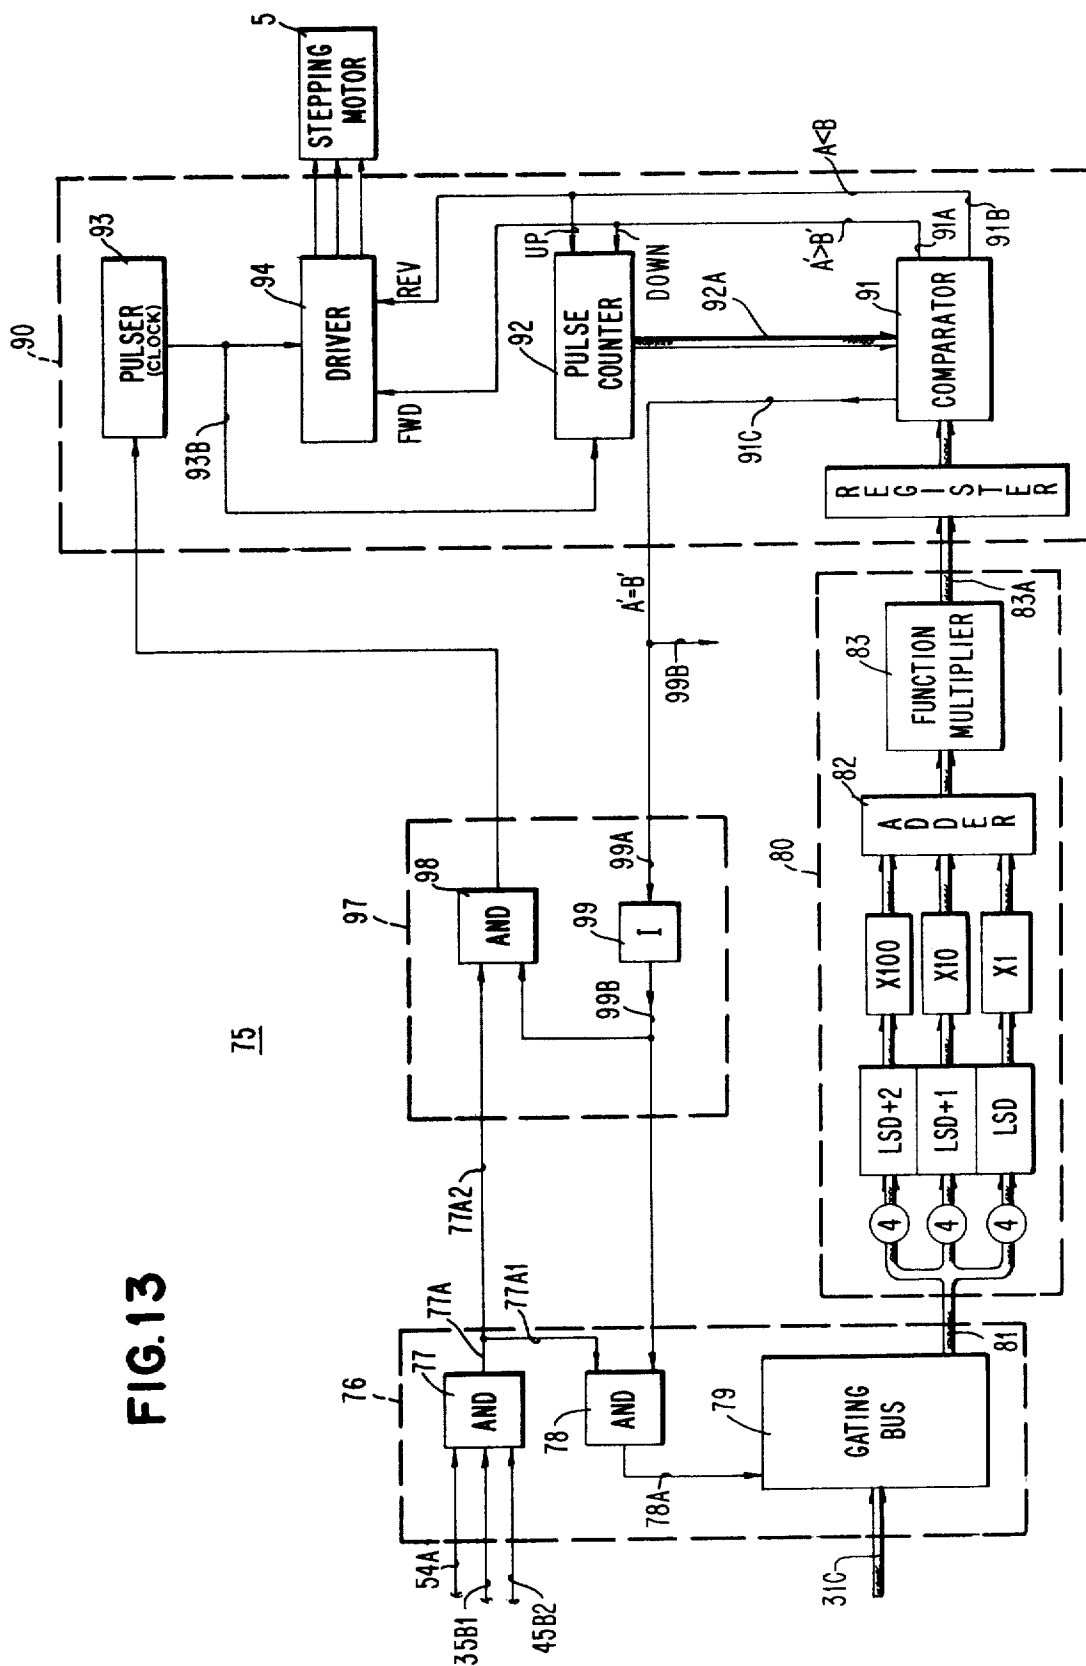 FIG.13
75
76
54A1
35B1
45B2
AND
77
77A
77A1
77A2
AND
78
78A
31C
GATING
BUS
79
81
80
4
4
4
LSD+2
LSD+1
LSD
X100
X10
X1
ADDER
82
FUNCTION
MULTIPLIER
83
83A
97
AND
98
I
99
99A
99B
99B
A'=B'
90
PULSER
(CLOCK)
93
93B
DRIVER
94
FWD
REV
STEPPING
MOTOR
5
PULSE
COUNTER
92
UP
DOWN
92A
91C
REGISTER
COMPARATOR
91
91A
91B
A'>B'
A<B